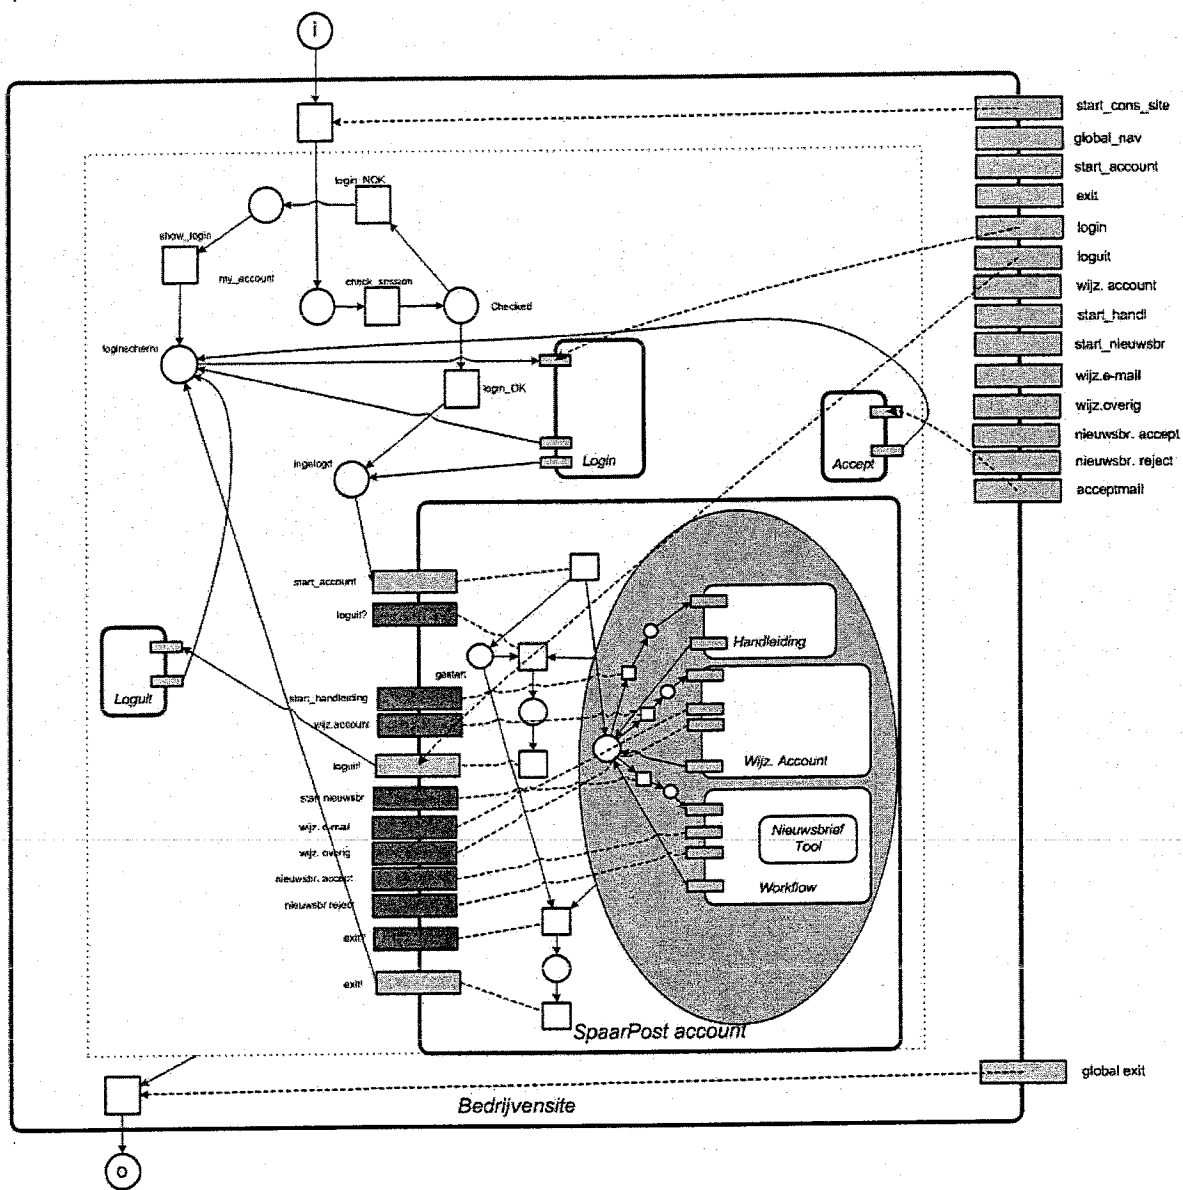 i
start_cons_site
global_nav
start_account
exit
login
loguit
wijz. account
start_handl
start_nieuwsbr
wijz.e-mail
wijz.overig
nieuwsbr. accept
nieuwsbr. reject
acceptmail
login_NOK
show_login
my_account
check_session
Checked
loginscherm
login_OK
Login
Accept
ingelogd
start_account
loguit?
gestart
Handleiding
Loguit
start_handleiding
wijz.account
Wijz. Account
loguit!
start nieuwsbr
wijz. e-mail
wijz. overig
nieuwsbr. accept
nieuwsbr reject
Nieuwsbrief
Tool
Workflow
exit?
exit!
SpaarPost account
global exit
Bedrijvensite
o